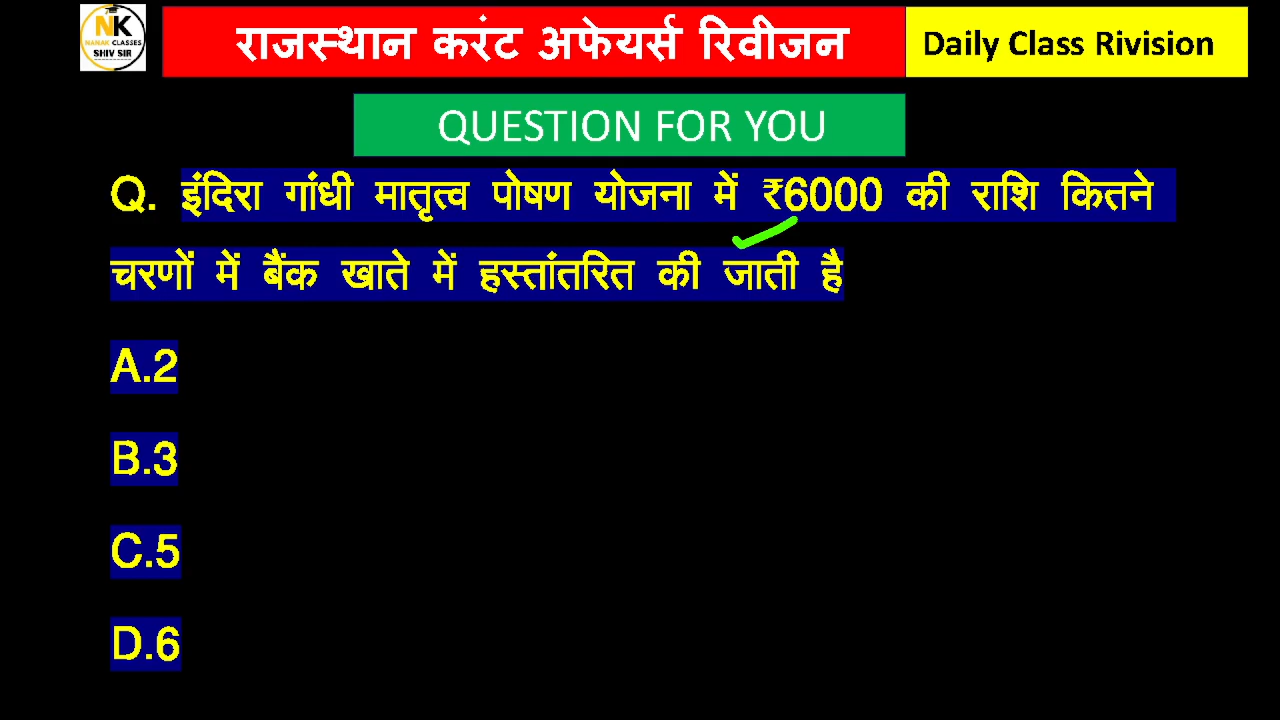 NK
NANAK CLASSES
SHIV SIR
राजस्थान करंट अफेयर्स रिवीजन
Daily Class Rivision
QUESTION FOR YOU
Q. इंदिरा गांधी मातृत्व पोषण योजना में ₹6000 की राशि कितने
चरणों में बैंक खाते में हस्तांतरित की जाती है
A.2
B.3
C.5
D.6